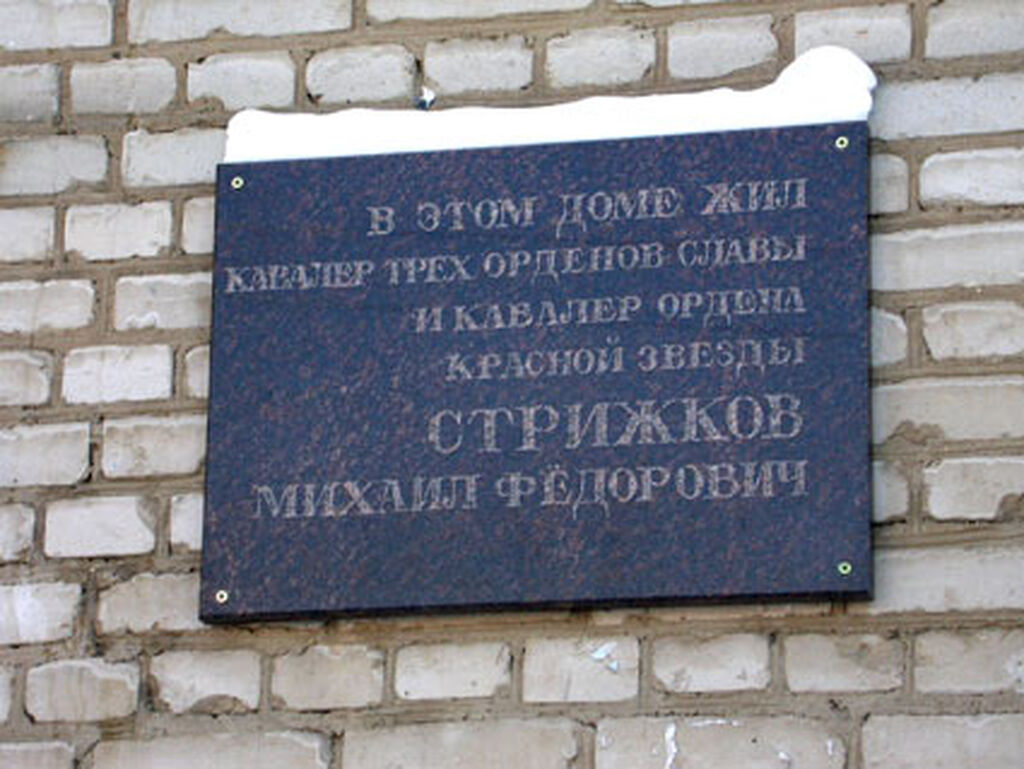 В ЭТОМ ДОМЕ ЖИЛ
КАВАЛЕР ТРЕХ ОРДЕНОВ СЛАВЫ
И КАВАЛЕР ОРДЕНА
КРАСНОЙ ЗВЕЗДЫ
СТРИЖКОВ
МИХАИЛ ФЁДОРОВИЧ